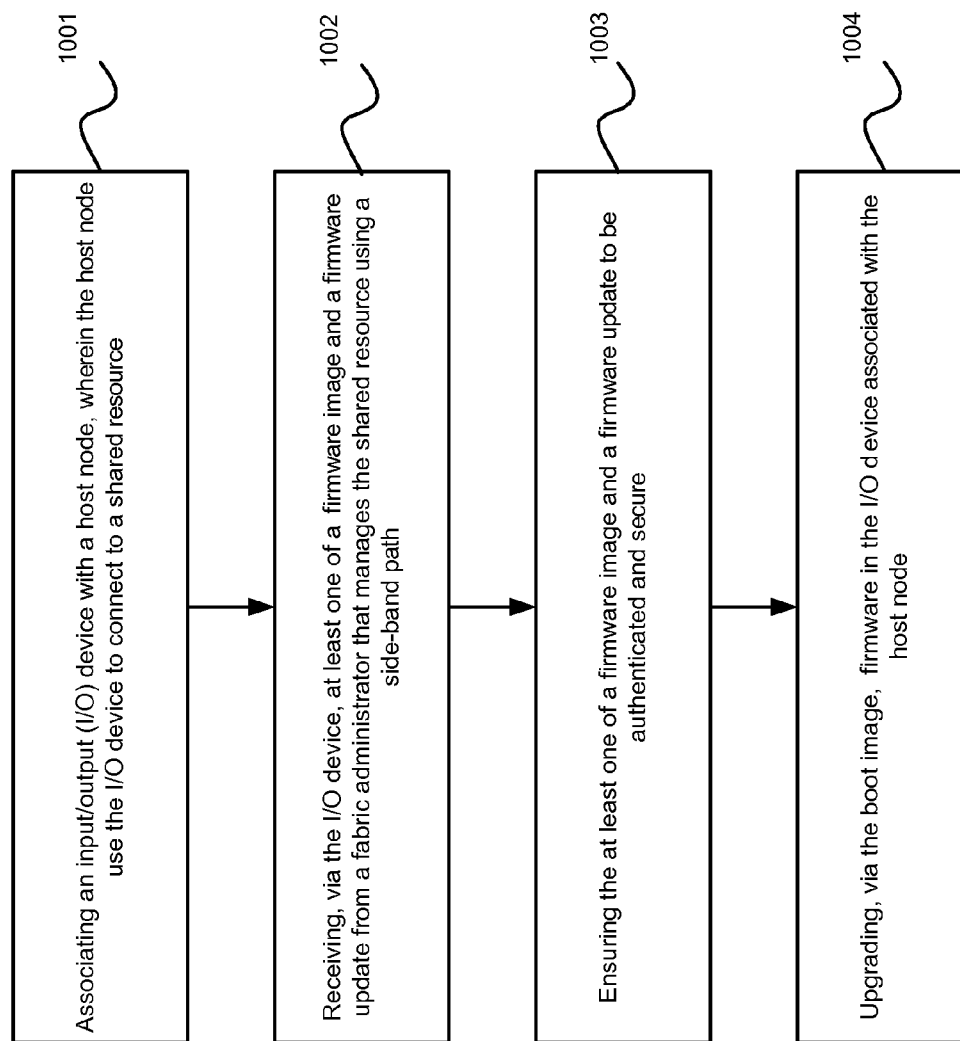 1001
Associating an input/output (I/O) device with a host node, wherein the host node
use the I/O device to connect to a shared resource
1002
Receiving, via the I/O device, at least one of a firmware image and a firmware
update from a fabric administrator that manages the shared resource using a
side-band path
1003
Ensuring the at least one of a firmware image and a firmware update to be
authenticated and secure
1004
Upgrading, via the boot image, firmware in the I/O device associated with the
host node